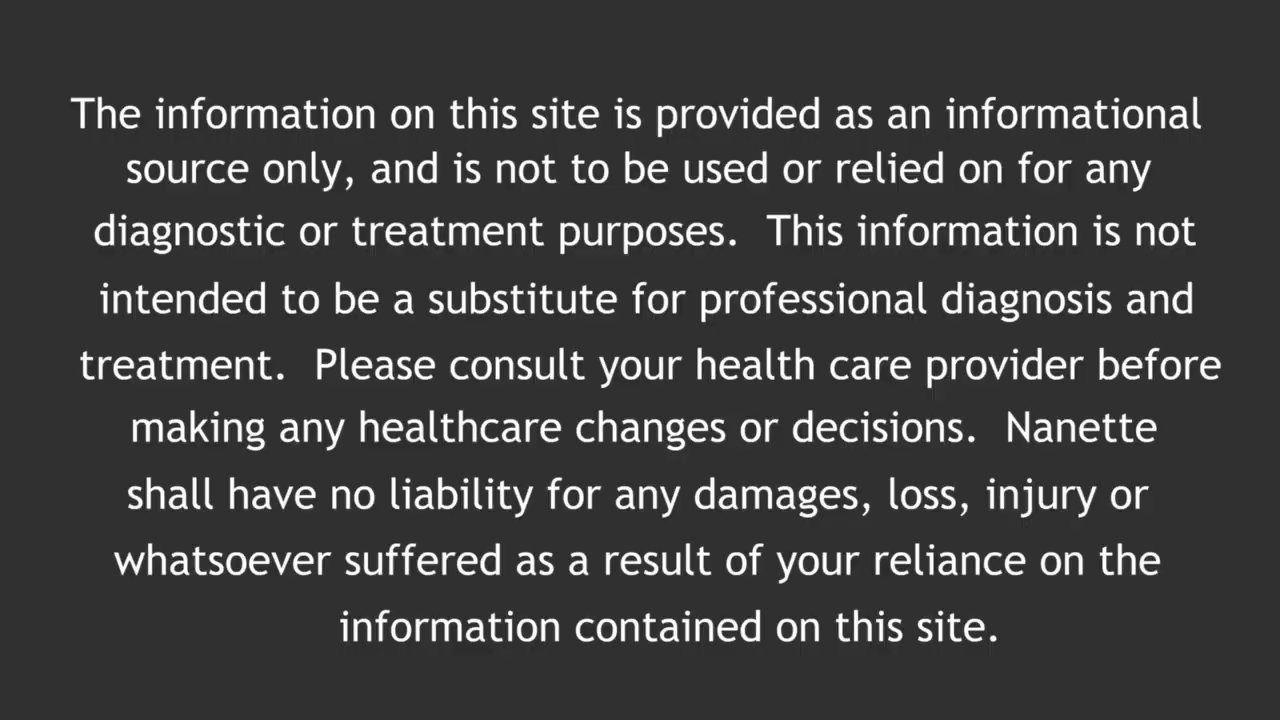 The information on this site is provided as an informational
source only, and is not to be used or relied on for any
diagnostic or treatment purposes.  This information is not
intended to be a substitute for professional diagnosis and
treatment.  Please consult your health care provider before
making any healthcare changes or decisions.  Nanette
shall have no liability for any damages, loss, injury or
whatsoever suffered as a result of your reliance on the
information contained on this site.